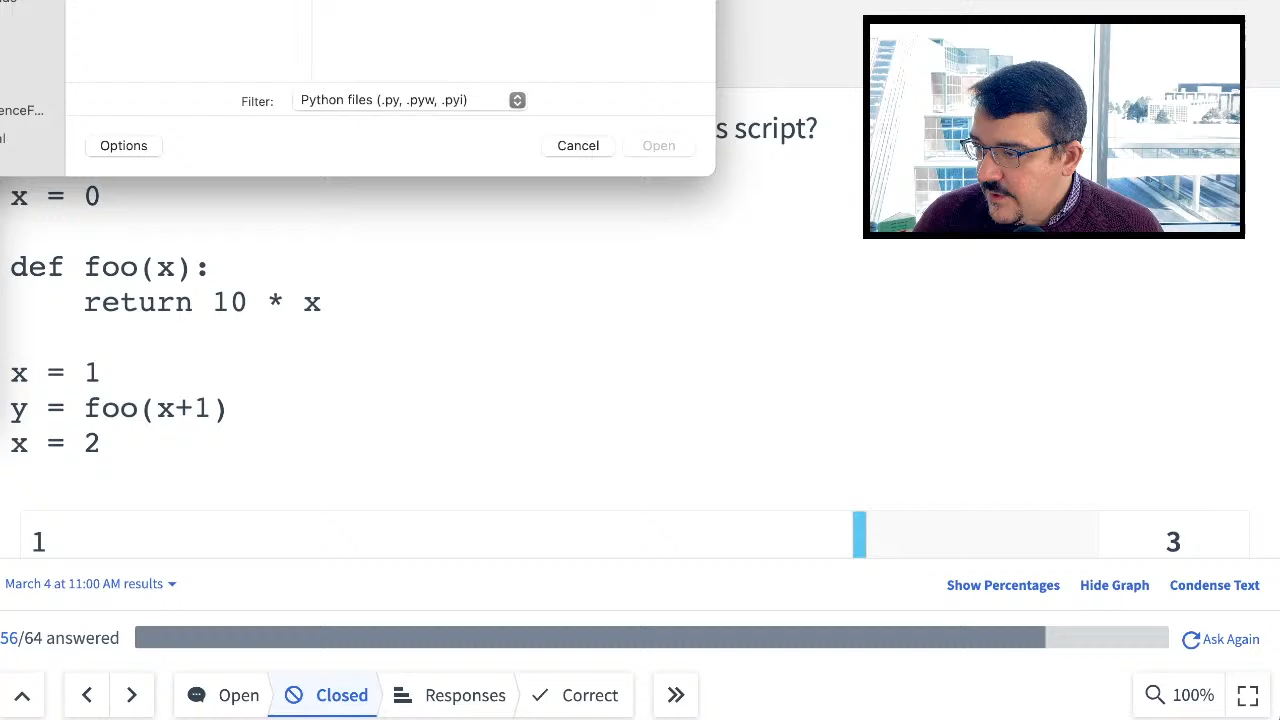 nceF...
Filter: Python files (.py, .pyw, .pyi)
Options Cancel Open
s script?
x = 0
def foo(x):
return 10 * x
x = 1
y = foo(x+1)
x = 2
1 3
March 4 at 11:00 AM results
Show Percentages Hide Graph Condense Text
56/64 answered
Ask Again
Open Closed Responses Correct
100%